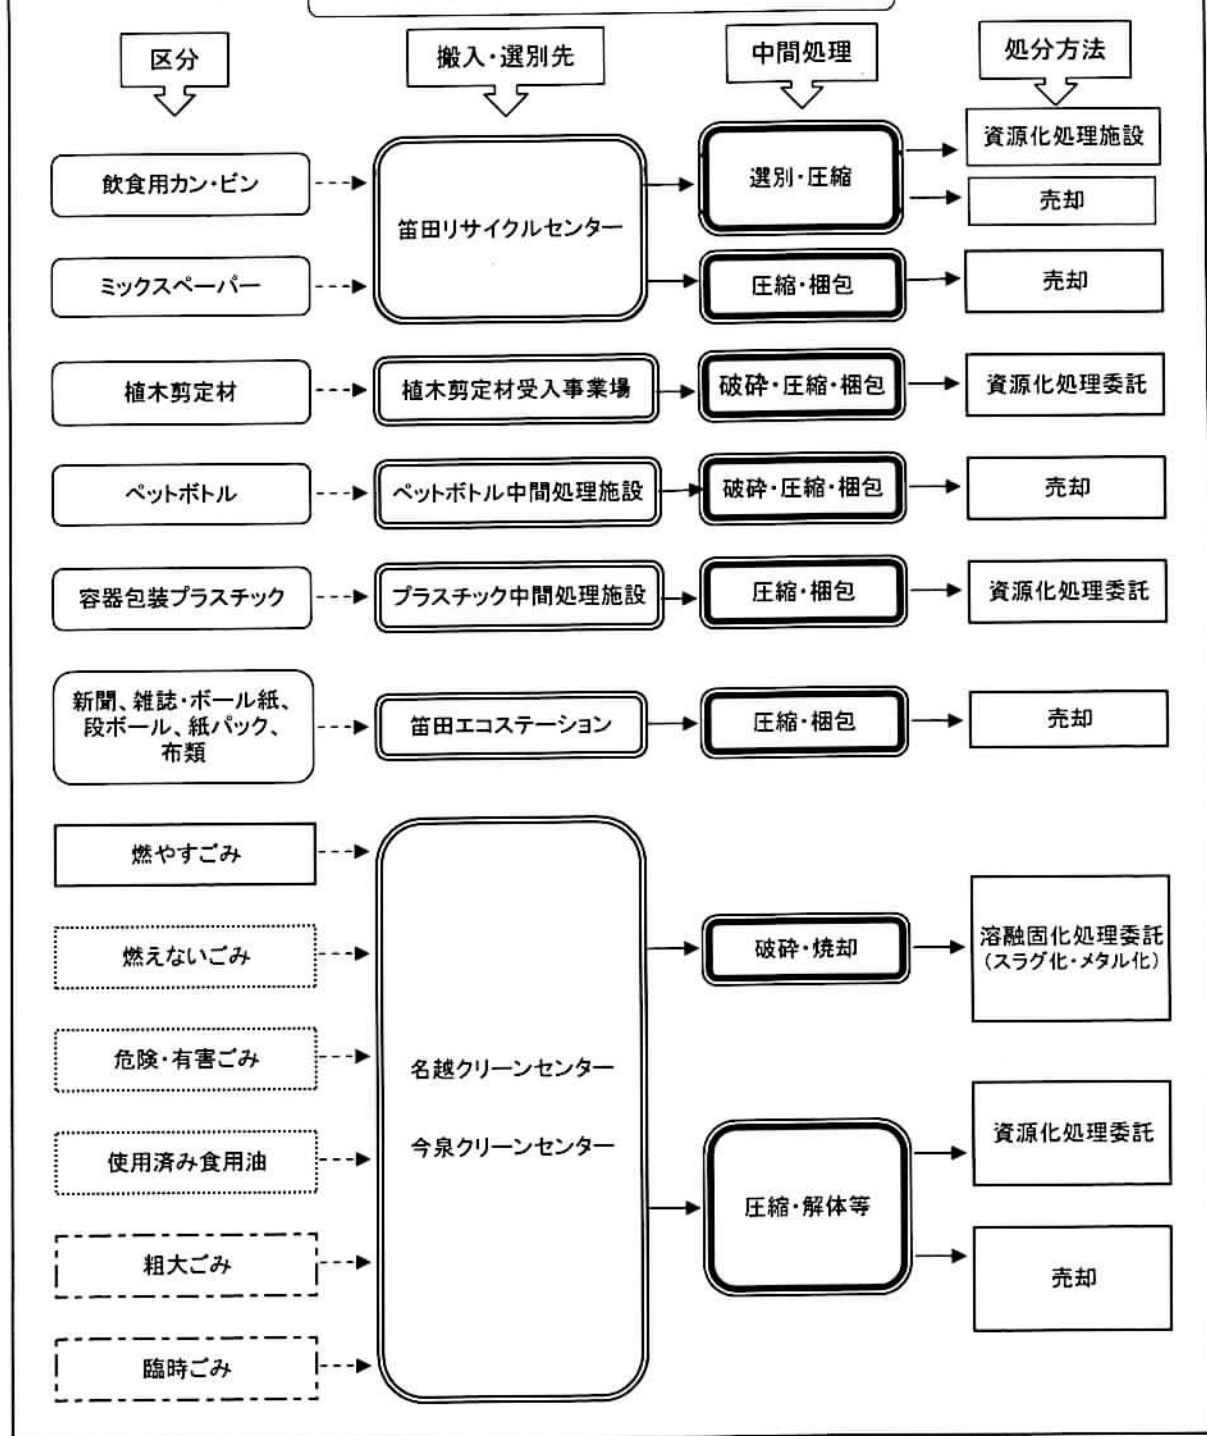 区分
搬入・選別先
中間処理
処分方法
飲食用カン・ビン
笛田リサイクルセンター
選別・圧縮
資源化処理施設
売却
ミックスペーパー
圧縮・梱包
売却
植木剪定材
植木剪定材受入事業場
破砕・圧縮・梱包
資源化処理委託
ペットボトル
ペットボトル中間処理施設
破砕・圧縮・梱包
売却
容器包装プラスチック
プラスチック中間処理施設
圧縮・梱包
資源化処理委託
新聞、雑誌・ボール紙、
段ボール、紙パック、
布類
笛田エコステーション
圧縮・梱包
売却
燃やすごみ
燃えないごみ
危険・有害ごみ
使用済み食用油
粗大ごみ
臨時ごみ
名越クリーンセンター
今泉クリーンセンター
破砕・焼却
溶融固化処理委託
（スラグ化・メタル化）
圧縮・解体等
資源化処理委託
売却